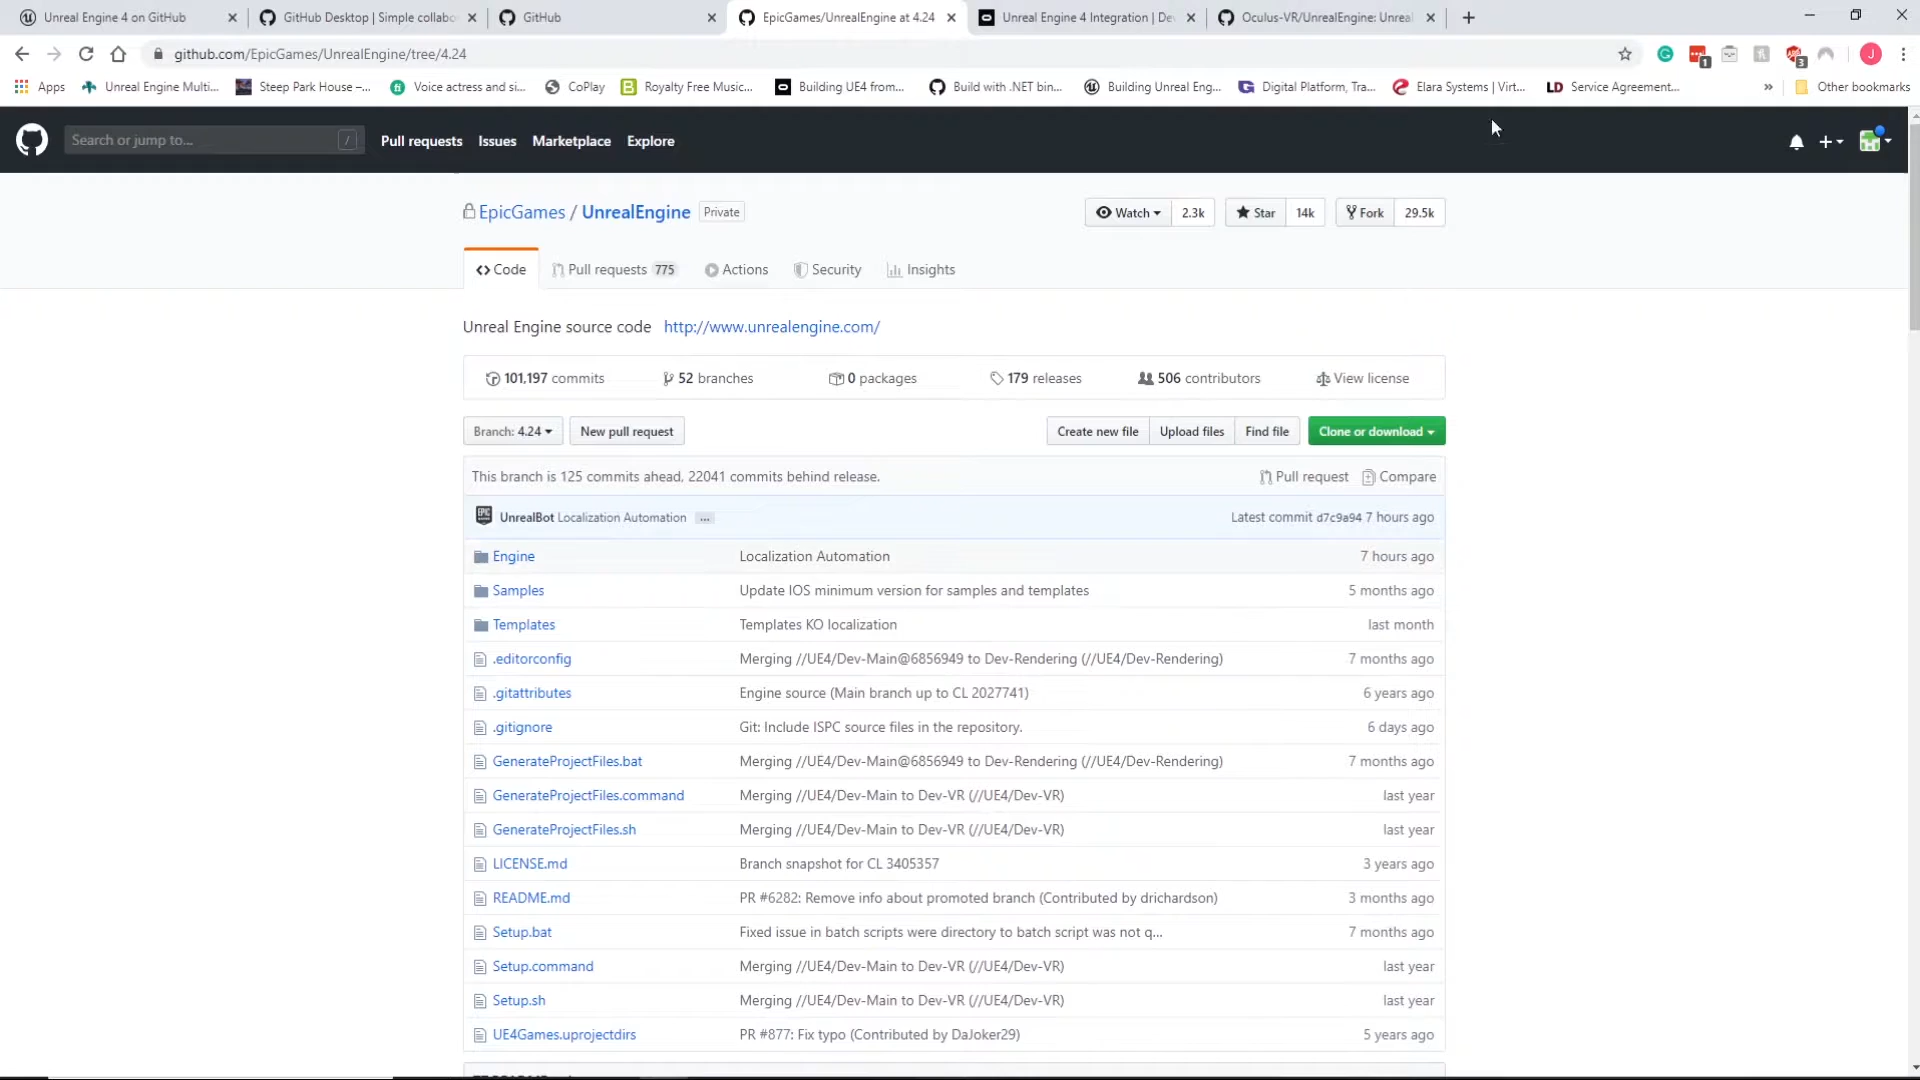 Unreal Engine 4 on GitHub
GitHub Desktop | Simple collabo
GitHub
EpicGames/UnrealEngine at 4.24
Unreal Engine 4 Integration | De
Oculus-VR/UnrealEngine: Unreal
github.com/EpicGames/UnrealEngine/tree/4.24
1
3
J
Apps
Unreal Engine Multi...
Steep Park House –...
Voice actress and si...
CoPlay
Royalty Free Music...
Building UE4 from...
Build with .NET bin...
Building Unreal Eng...
Digital Platform, Tra...
Elara Systems | Virt...
LD Service Agreement...
» Other bookmarks
Search or jump to... /
Pull requests Issues Marketplace Explore
EpicGames / UnrealEngine Private
Watch 2.3k
Star 14k
Fork 29.5k
Code Pull requests 775 Actions Security Insights
Unreal Engine source code http://www.unrealengine.com/
101,197 commits 52 branches 0 packages 179 releases 506 contributors View license
Branch: 4.24 New pull request Create new file Upload files Find file Clone or download
This branch is 125 commits ahead, 22041 commits behind release. Pull request Compare
UnrealBot Localization Automation ... Latest commit d7c9a94 7 hours ago
Engine Localization Automation 7 hours ago
Samples Update IOS minimum version for samples and templates 5 months ago
Templates Templates KO localization last month
.editorconfig Merging //UE4/Dev-Main@6856949 to Dev-Rendering (//UE4/Dev-Rendering) 7 months ago
.gitattributes Engine source (Main branch up to CL 2027741) 6 years ago
.gitignore Git: Include ISPC source files in the repository. 6 days ago
GenerateProjectFiles.bat Merging //UE4/Dev-Main@6856949 to Dev-Rendering (//UE4/Dev-Rendering) 7 months ago
GenerateProjectFiles.command Merging //UE4/Dev-Main to Dev-VR (//UE4/Dev-VR) last year
GenerateProjectFiles.sh Merging //UE4/Dev-Main to Dev-VR (//UE4/Dev-VR) last year
LICENSE.md Branch snapshot for CL 3405357 3 years ago
README.md PR #6282: Remove info about promoted branch (Contributed by drichardson) 3 months ago
Setup.bat Fixed issue in batch scripts were directory to batch script was not q... 7 months ago
Setup.command Merging //UE4/Dev-Main to Dev-VR (//UE4/Dev-VR) last year
Setup.sh Merging //UE4/Dev-Main to Dev-VR (//UE4/Dev-VR) last year
UE4Games.uprojectdirs PR #877: Fix typo (Contributed by DaJoker29) 5 years ago